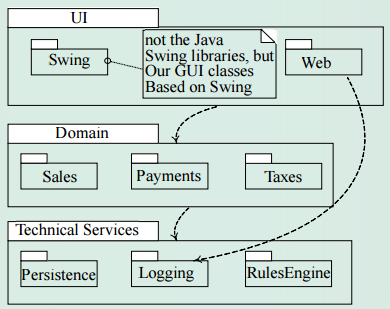 UI
not the Java
Swing libraries, but
Our GUI classes
Based on Swing
Swing
Web
Domain
Sales
Payments
Taxes
Technical Services
Persistence
Logging
RulesEngine